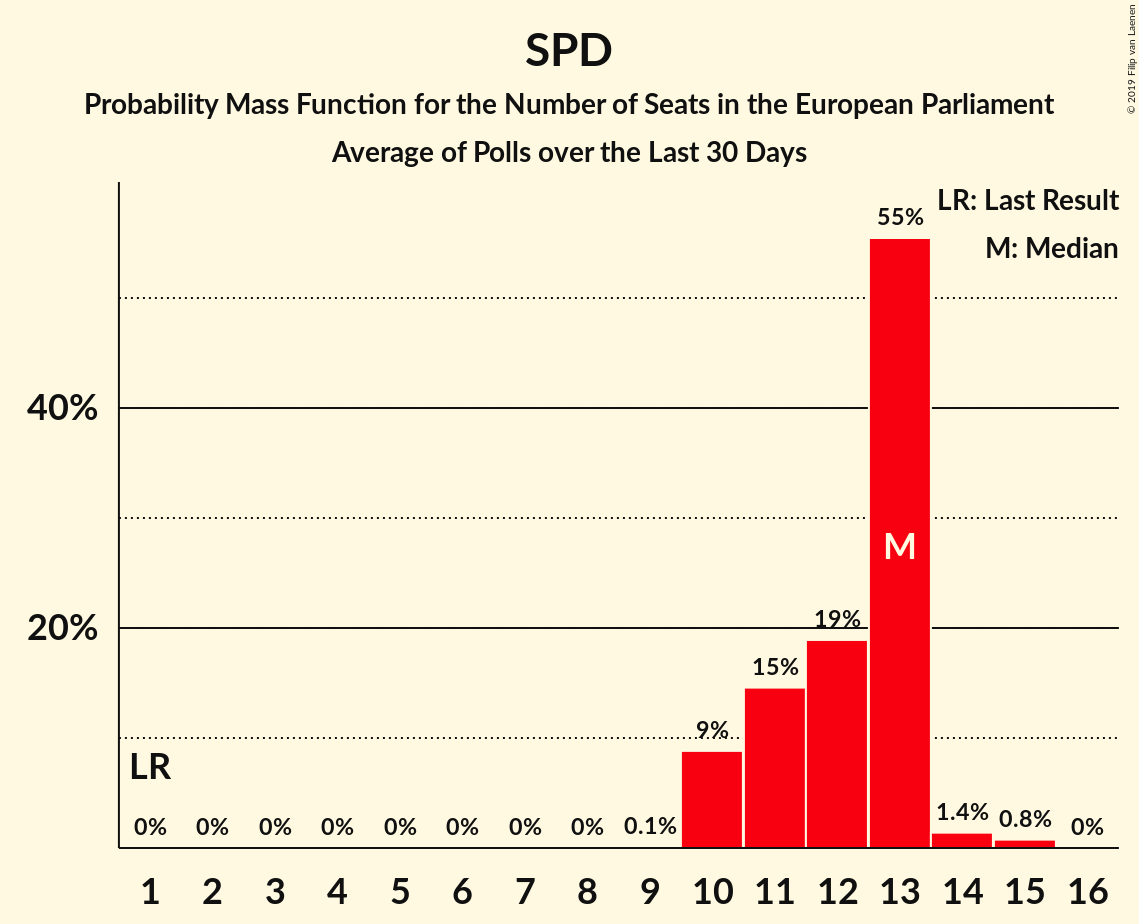 SPD
Probability Mass Function for the Number of Seats in the European Parliament
Average of Polls over the Last 30 Days
© 2019 Filip van Laenen
LR: Last Result
M: Median
55%
40%
M
20%
19%
15%
9%
LR
0% 0% 0% 0% 0% 0% 0% 0% 0.1% 1.4% 0.8% 0%
1 2 3 4 5 6 7 8 9 10 11 12 13 14 15 16